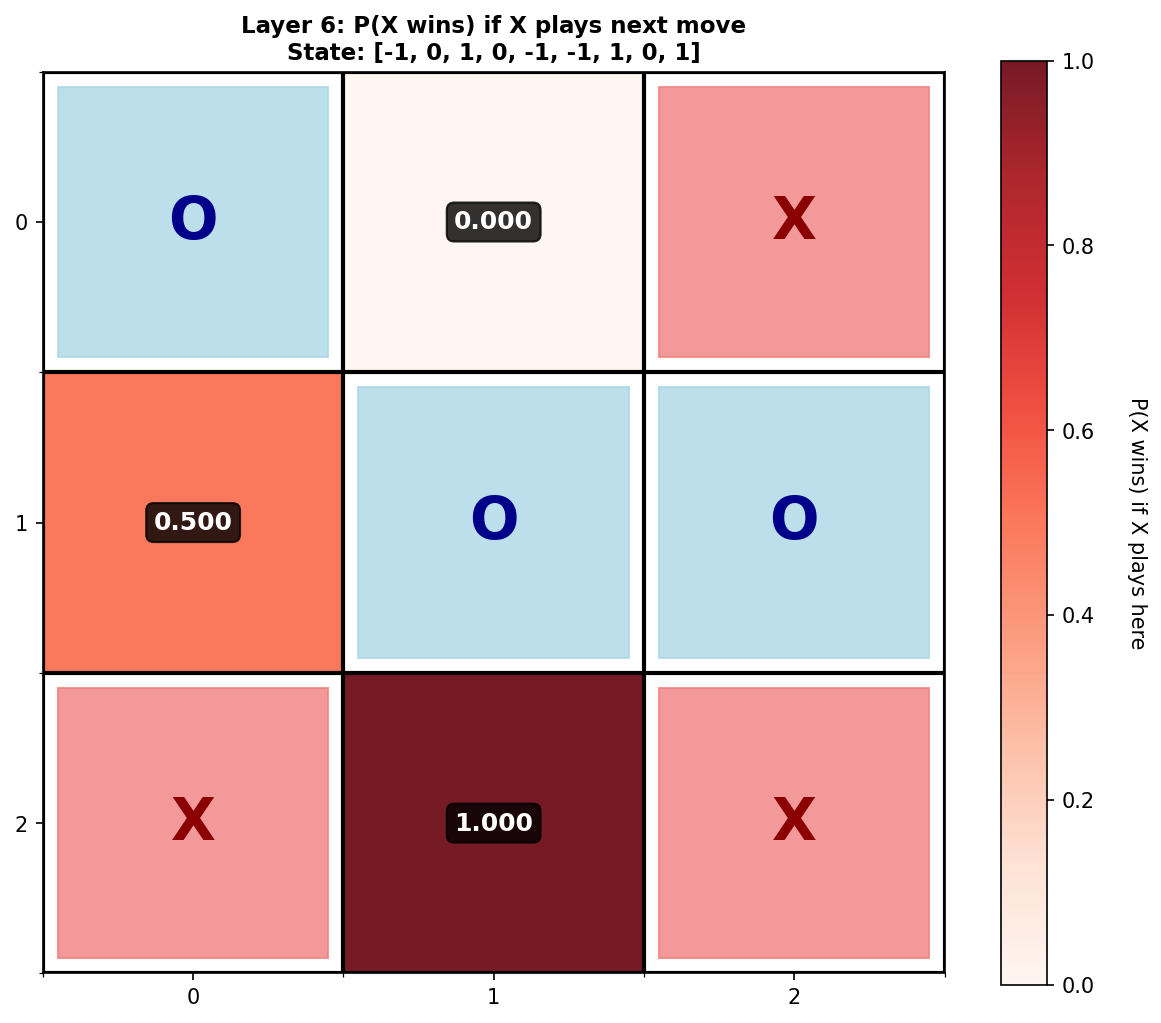 Layer 6: P(X wins) if X plays next move
State: [-1, 0, 1, 0, -1, -1, 1, 0, 1]
0
O
0.000
X
1
0.500
O
O
2
X
1.000
X
0
1
2
1.0
0.8
0.6
0.4
0.2
0.0
P(X wins) if X plays here